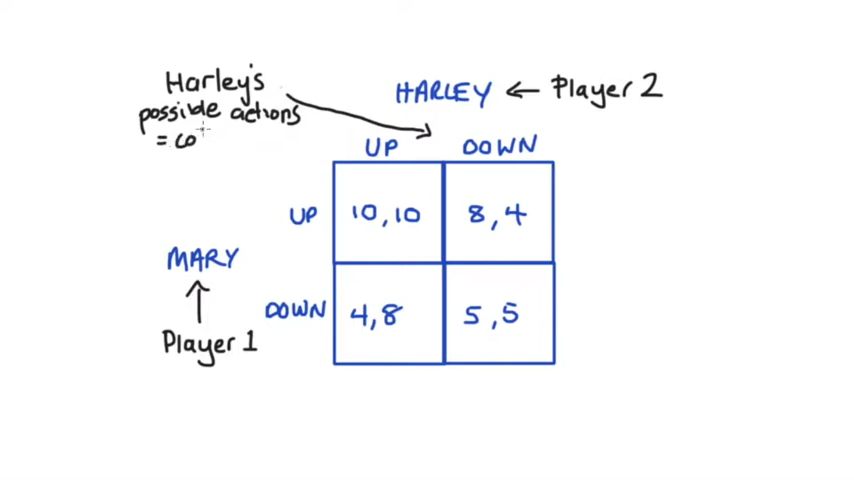 Harley's
possible actions
= co
HARLEY ← Player 2
UP DOWN
UP 10,10 8,4
MARY
DOWN 4,8 5,5
Player 1